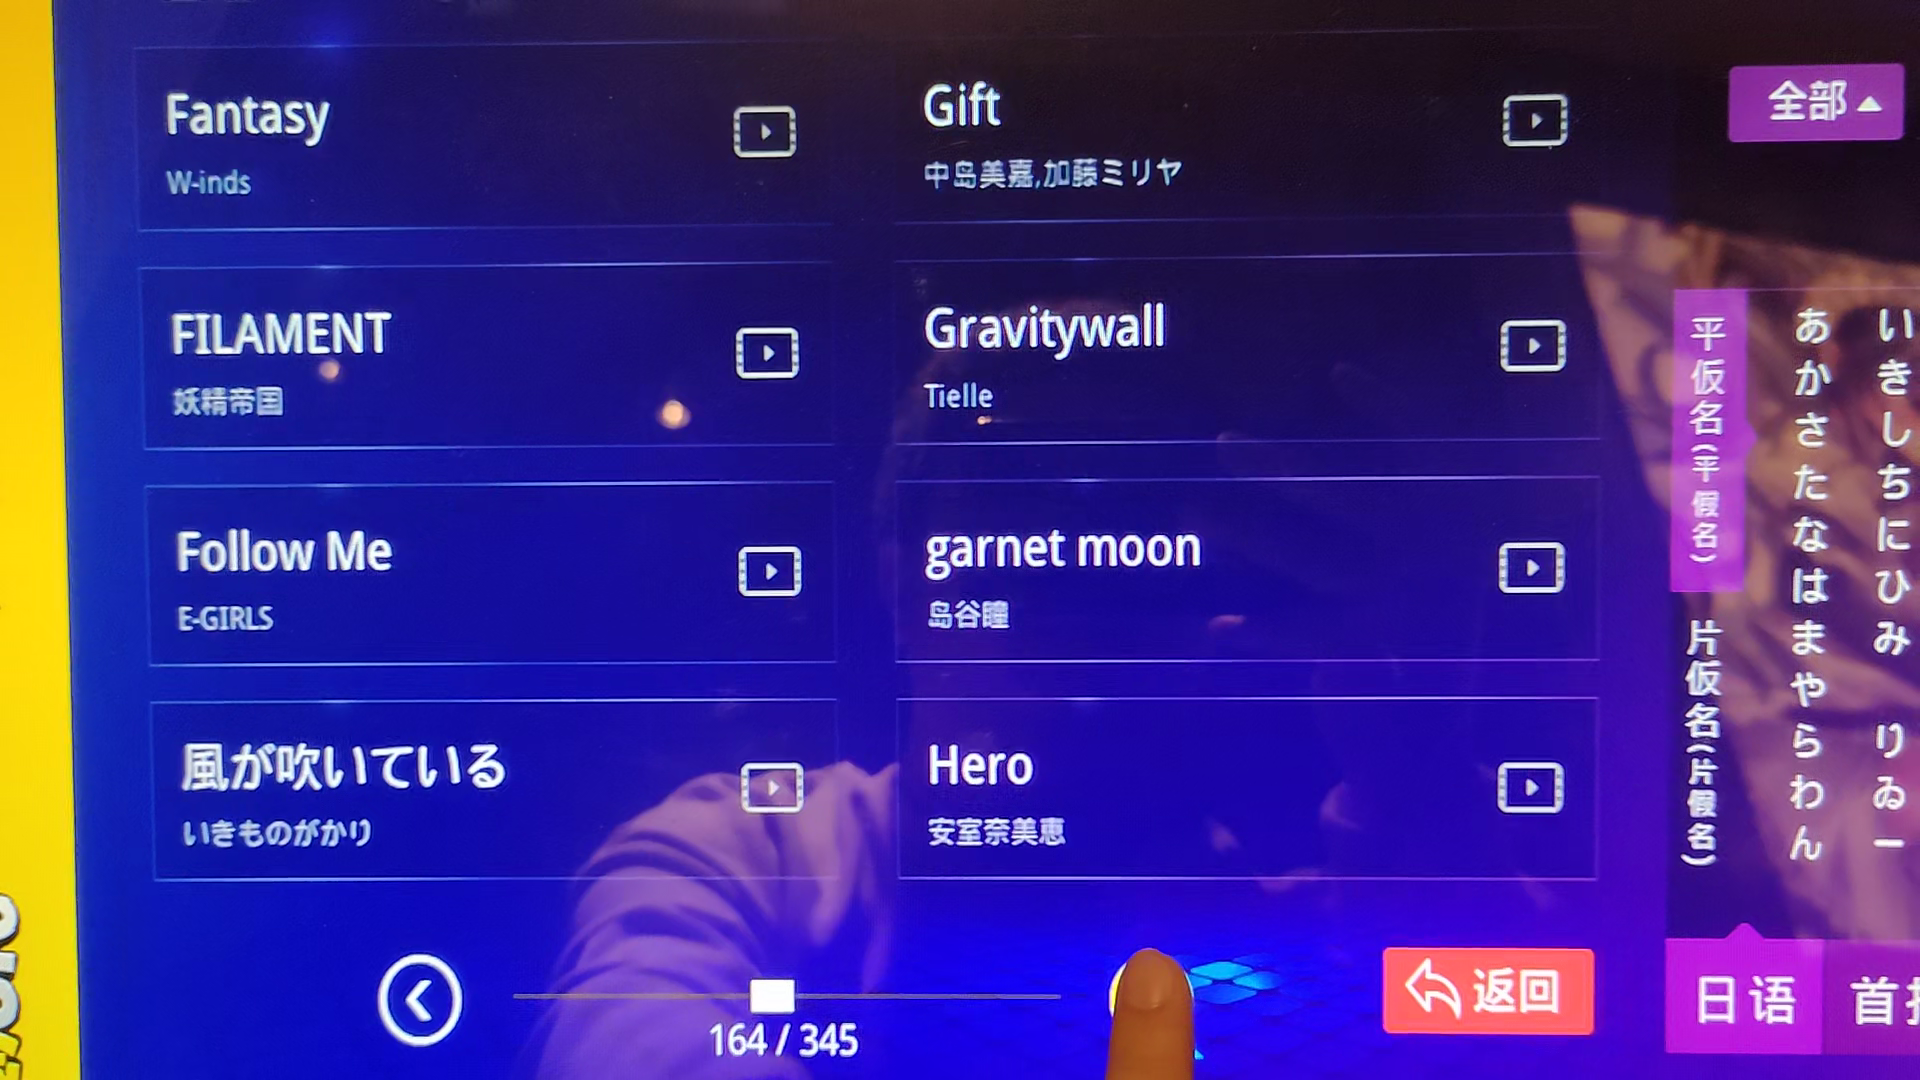 Fantasy
W-inds
Gift
中岛美嘉,加藤ミリヤ
FILAMENT
妖精帝国
Gravitywall
Tielle
Follow Me
E-GIRLS
garnet moon
岛谷瞳
風が吹いている
いきものがかり
Hero
安室奈美恵
164 / 345
返回
全部
平仮名(平假名)
片仮名(片假名)
あかさたなはまやらわん
いきしちにひみ りゐー
日语
首